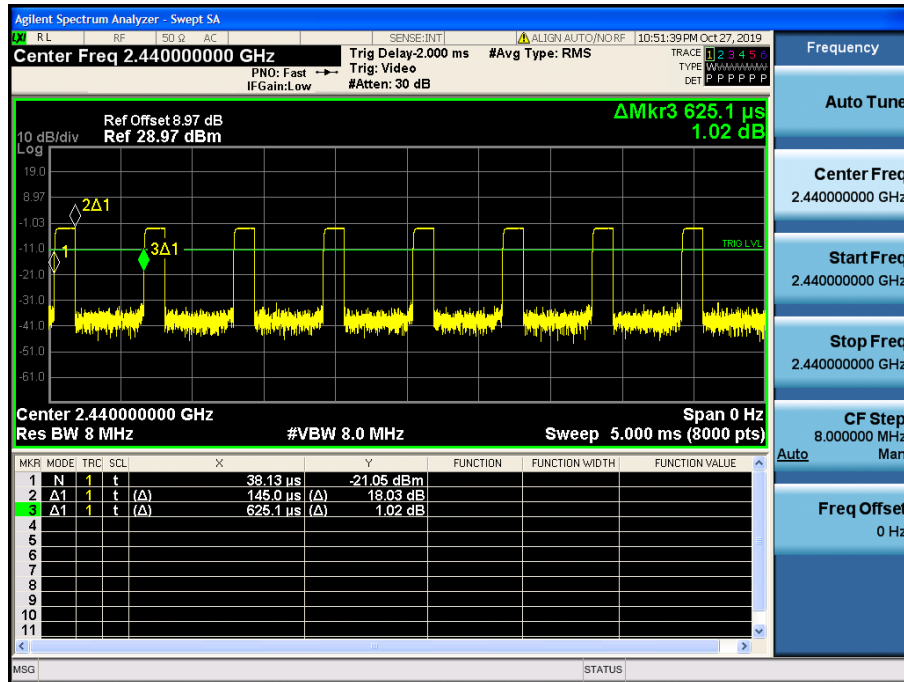 Agilent Spectrum Analyzer - Swept SA
LXI RL RF 50 Ω AC SENSE:INT ALIGN AUTO/NO RF 10:51:39 PM Oct 27, 2019
Center Freq 2.440000000 GHz
PNO: Fast
IFGain:Low
Trig Delay-2.000 ms
Trig: Video
#Atten: 30 dB
#Avg Type: RMS
TRACE 1 2 3 4 5 6
TYPE WWWWWW
DET P P P P P P
ΔMkr3 625.1 µs
1.02 dB
Ref Offset 8.97 dB
Ref 28.97 dBm
10 dB/div
Log
19.0
8.97
-1.03
-11.0
-21.0
-31.0
-41.0
-51.0
-61.0
2Δ1
1
3Δ1
TRIG LVL
Center 2.440000000 GHz Span 0 Hz
Res BW 8 MHz #VBW 8.0 MHz Sweep 5.000 ms (8000 pts)
MKR MODE TRC SCL X Y FUNCTION FUNCTION WIDTH FUNCTION VALUE
1 N 1 t 38.13 µs -21.05 dBm
2 Δ1 1 t (Δ) 145.0 µs (Δ) 18.03 dB
3 Δ1 1 t (Δ) 625.1 µs (Δ) 1.02 dB
4
5
6
7
8
9
10
11
MSG STATUS
Frequency
Auto Tune
Center Freq
2.440000000 GHz
Start Freq
2.440000000 GHz
Stop Freq
2.440000000 GHz
CF Step
8.000000 MHz
Auto Man
Freq Offset
0 Hz